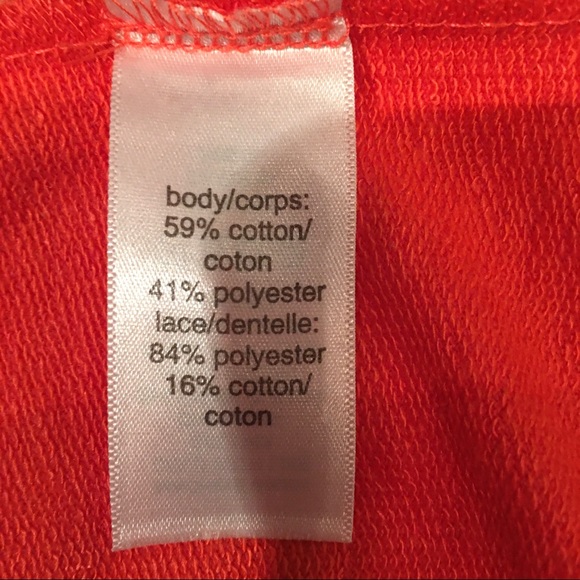 body/corps:
59% cotton/
coton
41% polyester
lace/dentelle:
84% polyester
16% cotton/
coton